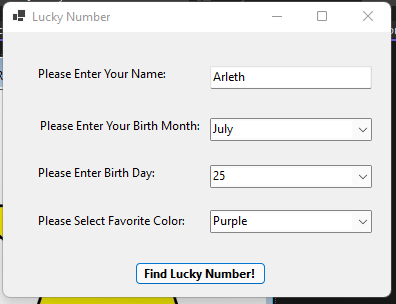 Lucky Number
Please Enter Your Name: Arleth
Please Enter Your Birth Month: July
Please Enter Birth Day: 25
Please Select Favorite Color: Purple
Find Lucky Number!